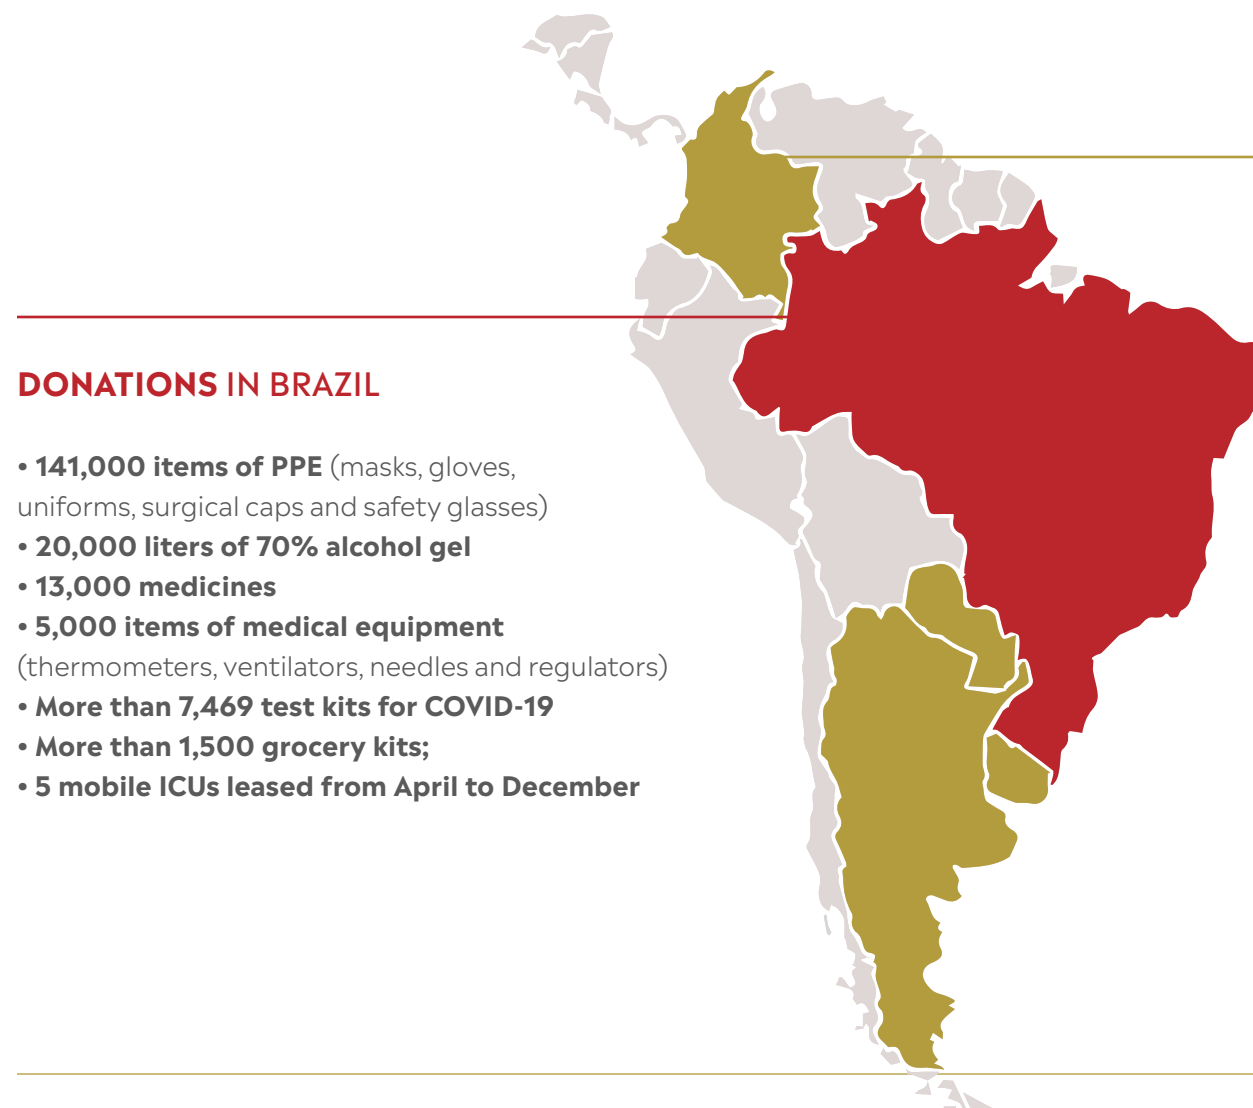 DONATIONS IN BRAZIL
• 141,000 items of PPE (masks, gloves,
uniforms, surgical caps and safety glasses)
• 20,000 liters of 70% alcohol gel
• 13,000 medicines
• 5,000 items of medical equipment
(thermometers, ventilators, needles and regulators)
• More than 7,469 test kits for COVID-19
• More than 1,500 grocery kits;
• 5 mobile ICUs leased from April to December